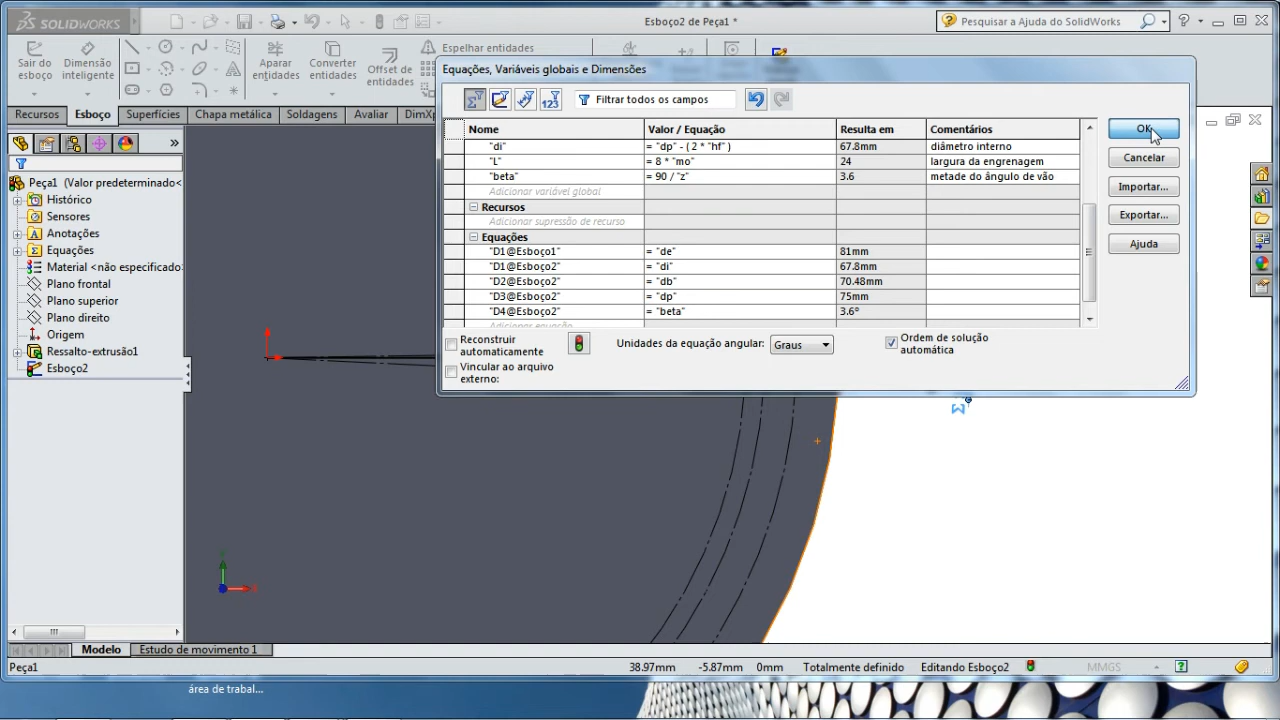 SOLIDWORKS
Esboço2 de Peça1 *
Pesquisar a Ajuda do SolidWorks
Sair do esboço
Dimensão inteligente
Aparar entidades
Converter entidades
Offset de entidades
Espelhar entidades
Recursos
Esboço
Superfícies
Chapa metálica
Soldagens
Avaliar
DimXp
Equações, Variáveis globais e Dimensões
Filtrar todos os campos
Nome Valor / Equação Resulta em Comentários
"di" = "dp" - ( 2 * "hf" ) 67.8mm diâmetro interno
"L" = 8 * "mo" 24 largura da engrenagem
"beta" = 90 / "z" 3.6 metade do ângulo de vão
Adicionar variável global
Recursos
Adicionar supressão de recurso
Equações
"D1@Esboço1" = "de" 81mm
"D1@Esboço2" = "di" 67.8mm
"D2@Esboço2" = "db" 70.48mm
"D3@Esboço2" = "dp" 75mm
"D4@Esboço2" = "beta" 3.6°
Adicionar equação
OK
Cancelar
Importar...
Exportar...
Ajuda
Reconstruir automaticamente
Unidades da equação angular: Graus
Ordem de solução automática
Vincular ao arquivo externo:
Peça1 (Valor predeterminado<
Histórico
Sensores
Anotações
Equações
Material <não especificado>
Plano frontal
Plano superior
Plano direito
Origem
Ressalto-extrusão1
Esboço2
Modelo
Estudo de movimento 1
Peça1
38.97mm
-5.87mm
0mm
Totalmente definido
Editando Esboço2
MMGS
área de trabal...